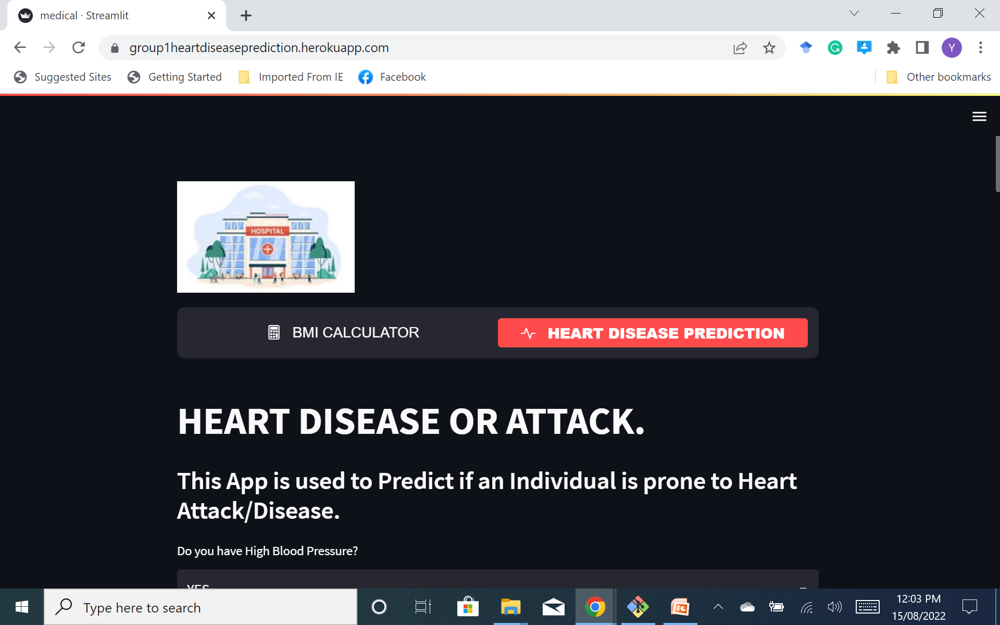 medical · Streamlit
group1heartdiseaseprediction.herokuapp.com
Y
Suggested Sites
Getting Started
Imported From IE
Facebook
Other bookmarks
HOSPITAL
BMI CALCULATOR
HEART DISEASE PREDICTION
HEART DISEASE OR ATTACK.
This App is used to Predict if an Individual is prone to Heart
Attack/Disease.
Do you have High Blood Pressure?
YES
Type here to search
12:03 PM
15/08/2022